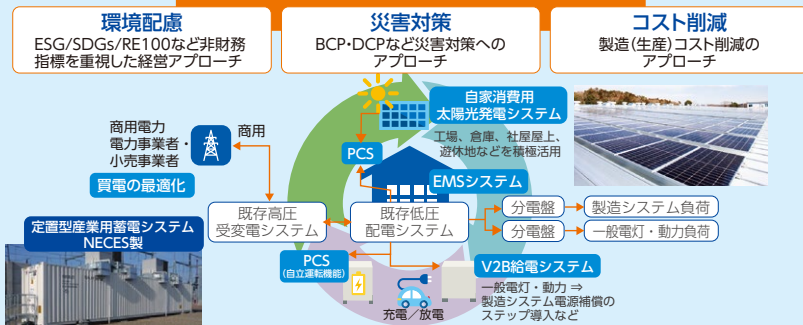 環境配慮
ESG/SDGs/RE100など非財務
指標を重視した経営アプローチ
災害対策
BCP・DCPなど災害対策への
アプローチ
コスト削減
製造(生産)コスト削減の
アプローチ
自家消費用
太陽光発電システム
工場、倉庫、社屋屋上、
遊休地などを積極活用
商用電力
電力事業者・
小売事業者
商用
買電の最適化
PCS
EMSシステム
既存高圧
受変電システム
既存低圧
配電システム
分電盤
製造システム負荷
分電盤
一般電灯・動力負荷
定置型産業用蓄電システム
NECES製
PCS
(自立運転機能)
充電/放電
V2B給電システム
一般電灯・動力 ⇒
製造システム電源補償の
ステップ導入など